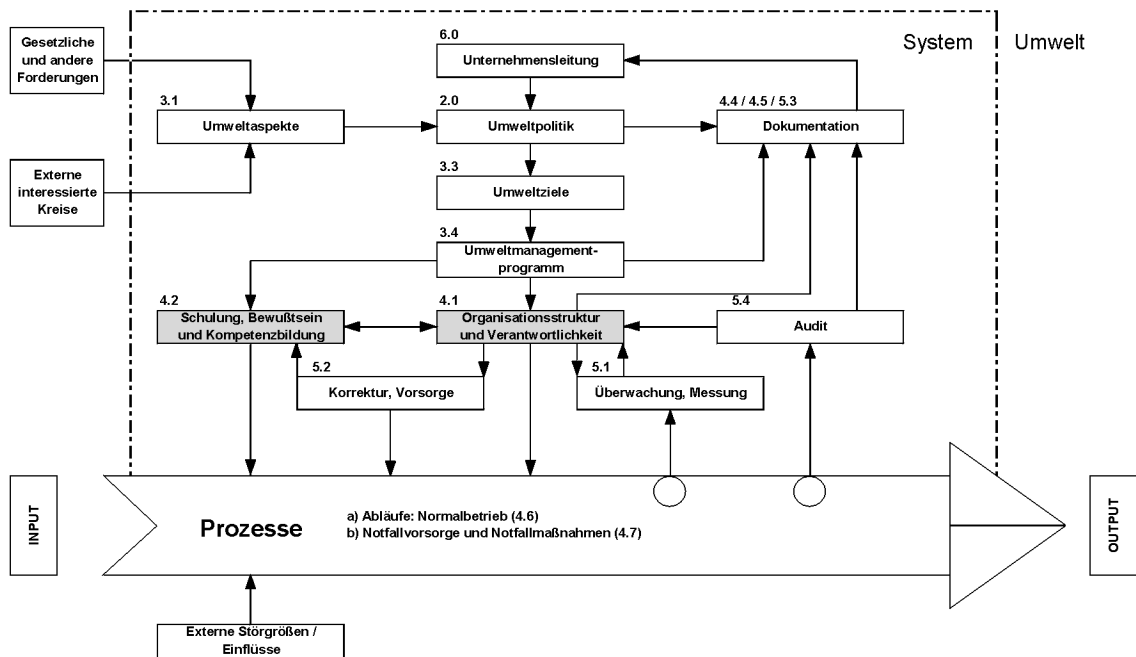 Gesetzliche
und andere
Forderungen
6.0
Unternehmensleitung
System
Umwelt
3.1
Umweltaspekte
2.0
Umweltpolitik
4.4 / 4.5 / 5.3
Dokumentation
Externe
interessierte
Kreise
3.3
Umweltziele
3.4
Umweltmanagement-
programm
4.2
Schulung, Bewußtsein
und Kompetenzbildung
4.1
Organisationsstruktur
und Verantwortlichkeit
5.4
Audit
5.2
Korrektur, Vorsorge
5.1
Überwachung, Messung
INPUT
Prozesse
a) Abläufe: Normalbetrieb (4.6)
b) Notfallvorsorge und Notfallmaßnahmen (4.7)
OUTPUT
Externe Störgrößen /
Einflüsse